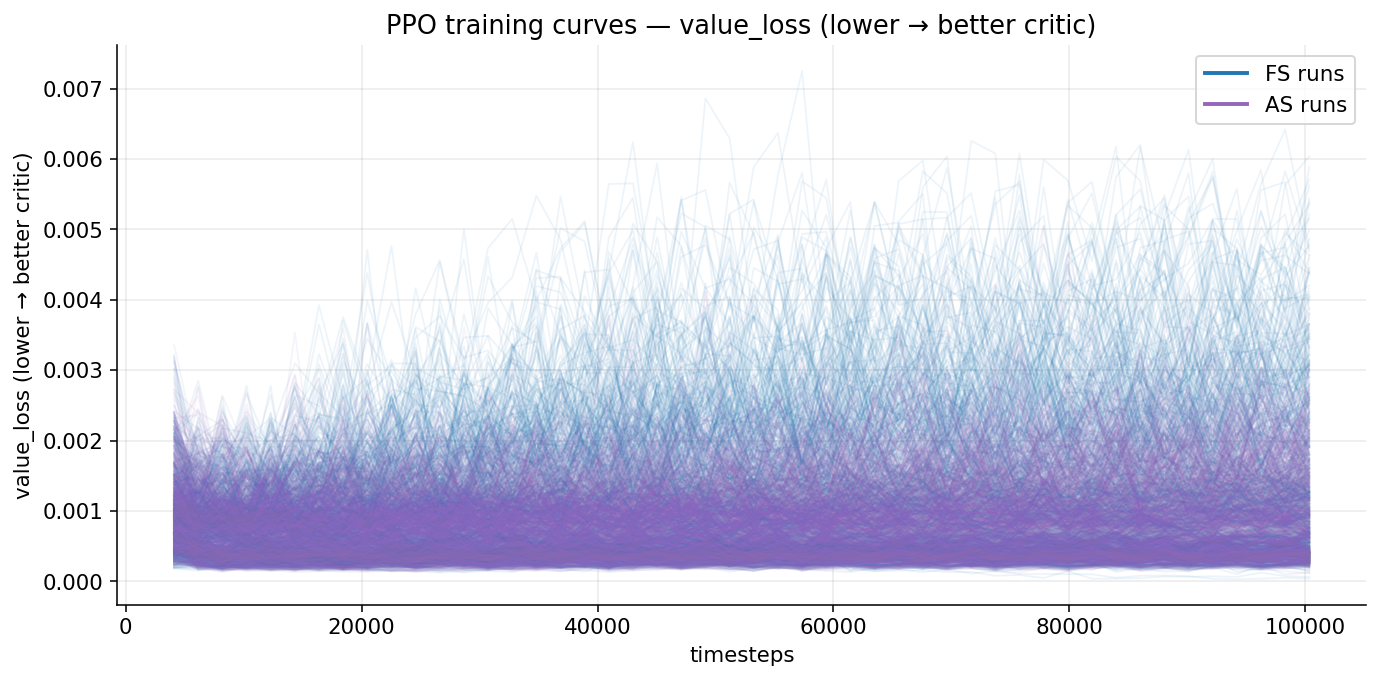 PPO training curves — value_loss (lower → better critic)
FS runs
AS runs
value_loss (lower → better critic)
0.007
0.006
0.005
0.004
0.003
0.002
0.001
0.000
0 20000 40000 60000 80000 100000
timesteps